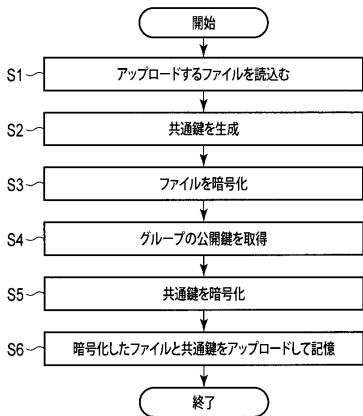 開始
S1 アップロードするファイルを読込む
S2 共通鍵を生成
S3 ファイルを暗号化
S4 グループの公開鍵を取得
S5 共通鍵を暗号化
S6 暗号化したファイルと共通鍵をアップロードして記憶
終了